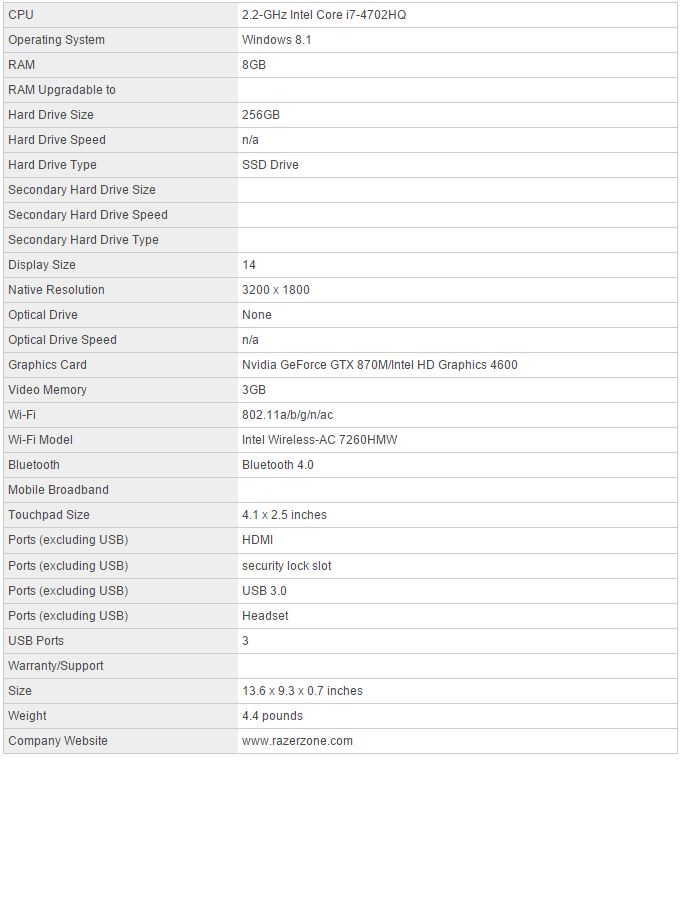 CPU 2.2-GHz Intel Core i7-4702HQ
Operating System Windows 8.1
RAM 8GB
RAM Upgradable to
Hard Drive Size 256GB
Hard Drive Speed n/a
Hard Drive Type SSD Drive
Secondary Hard Drive Size
Secondary Hard Drive Speed
Secondary Hard Drive Type
Display Size 14
Native Resolution 3200 x 1800
Optical Drive None
Optical Drive Speed n/a
Graphics Card Nvidia GeForce GTX 870M/Intel HD Graphics 4600
Video Memory 3GB
Wi-Fi 802.11a/b/g/n/ac
Wi-Fi Model Intel Wireless-AC 7260HMW
Bluetooth Bluetooth 4.0
Mobile Broadband
Touchpad Size 4.1 x 2.5 inches
Ports (excluding USB) HDMI
Ports (excluding USB) security lock slot
Ports (excluding USB) USB 3.0
Ports (excluding USB) Headset
USB Ports 3
Warranty/Support
Size 13.6 x 9.3 x 0.7 inches
Weight 4.4 pounds
Company Website www.razerzone.com